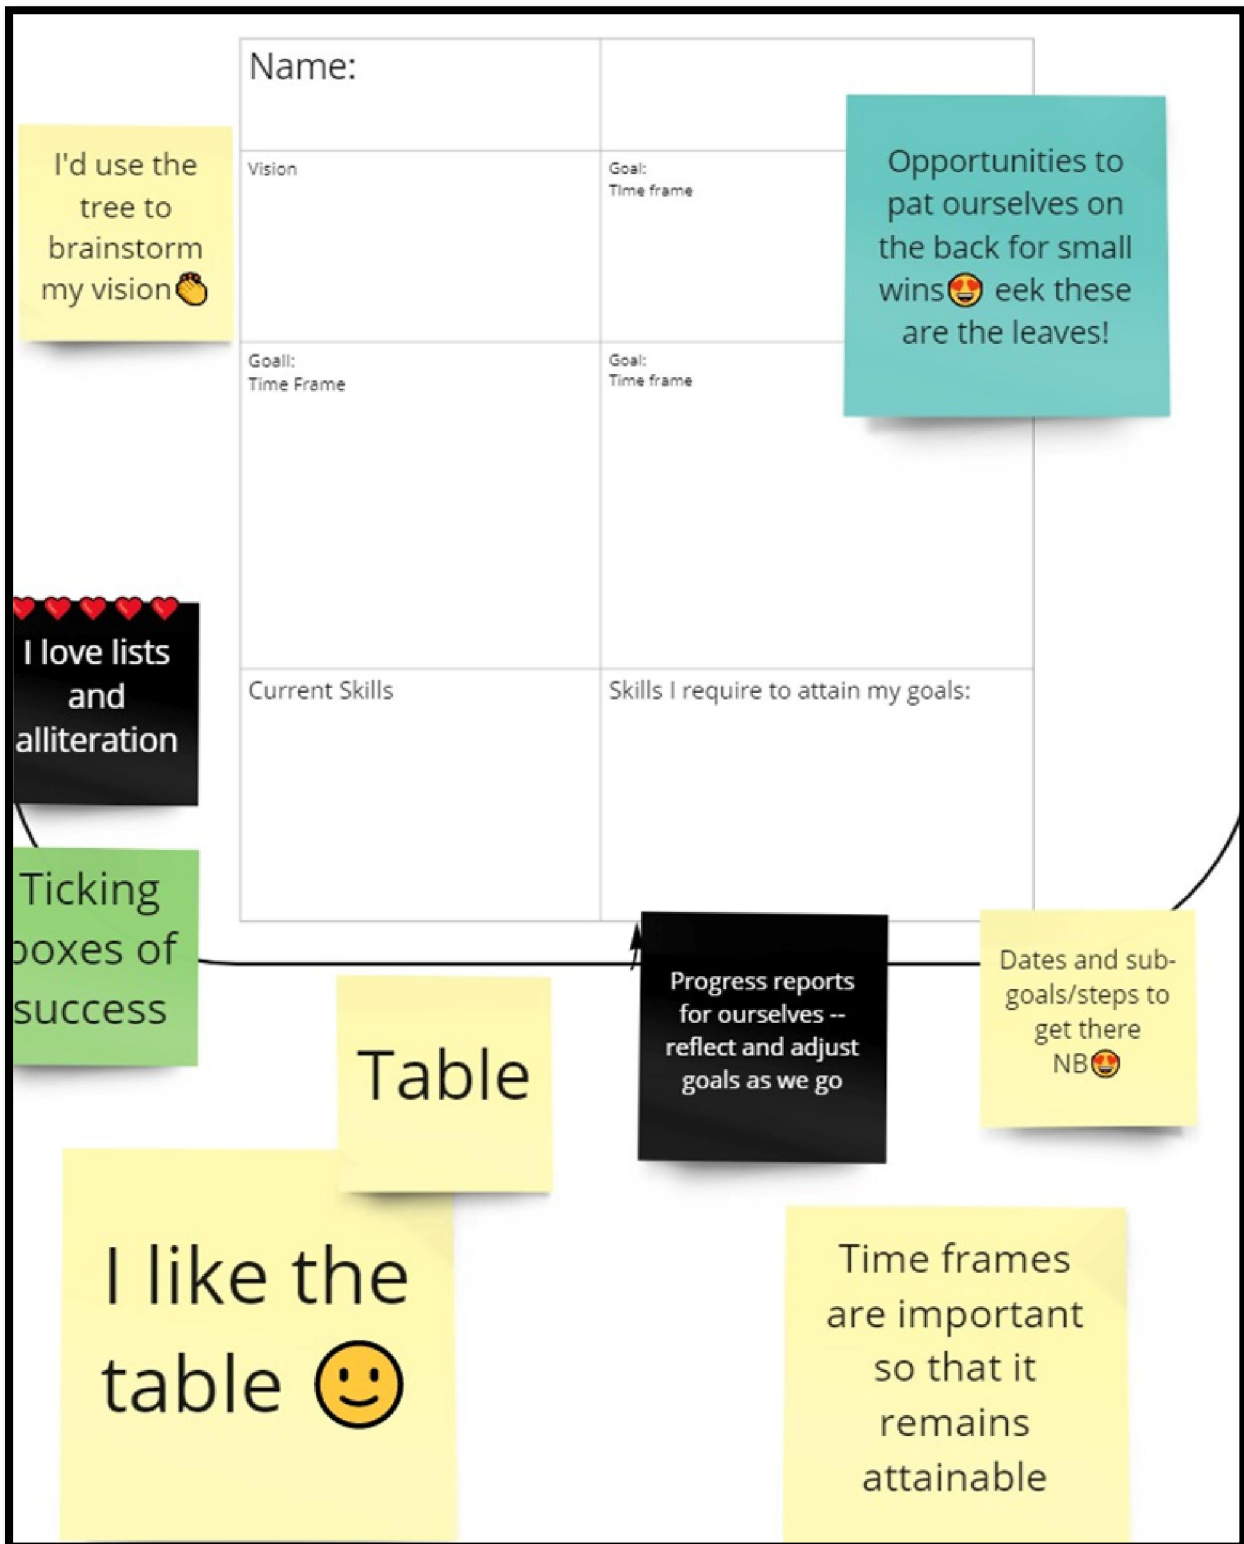 Name:
I'd use the
tree to
brainstorm
my vision👏
Vision
Goal:
TIme frame
Opportunities to
pat ourselves on
the back for small
wins😍 eek these
are the leaves!
Goall:
Time Frame
Goal:
Time frame
I love lists
and
alliteration
Current Skills
Skills I require to attain my goals:
Ticking
boxes of
success
Table
Progress reports
for ourselves --
reflect and adjust
goals as we go
Dates and sub-
goals/steps to
get there
NB😍
I like the
table 🙂
Time frames
are important
so that it
remains
attainable